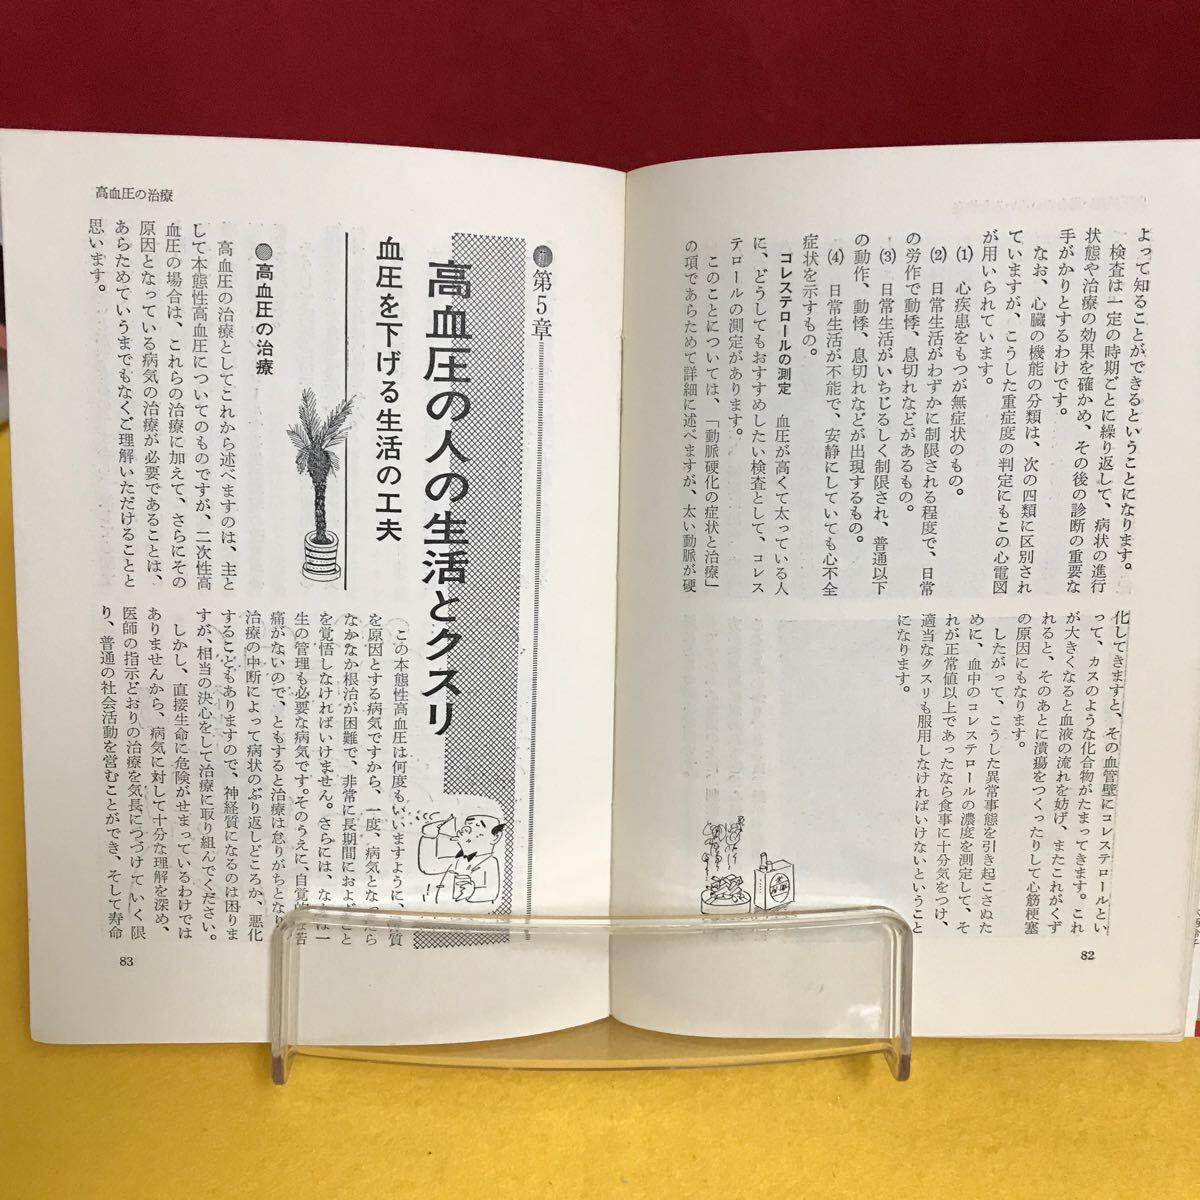 よって知ることができるということになります。
検査は一定の時期ごとに繰り返して、病状の進行
状態や治療の効果を確かめ、その後の診断の重要な
手がかりとするわけです。
なお、心臓の機能の分類は、次の四類に区別され
ていますが、こうした重症度の判定にもこの心電図
が用いられています。
(1) 心疾患をもつが無症状のもの。
(2) 日常生活がわずかに制限される程度で、日常
の労作で動悸、息切れなどがあるもの。
(3) 日常生活がいちじるしく制限され、普通以下
の動作、動悸、息切れなどが出現するもの。
(4) 日常生活が不能で、安静にしていても心不全
症状を示すもの。
コレステロールの測定 血圧が高くて太っている人
に、どうしてもおすすめしたい検査として、コレス
テロールの測定があります。
このことについては、「動脈硬化の症状と治療」
の項であらためて詳細に述べますが、太い動脈が硬
化してきますと、その血管壁にコレステロールとい
って、カスのような化合物がたまってきます。これ
が大きくなると血液の流れを妨げ、またこれがくず
れると、そのあとに潰瘍をつくったりして心筋梗塞
の原因にもなります。
したがって、こうした異常事態を引き起こさぬた
めに、血中のコレステロールの濃度を測定して、そ
れが正常値以上であったなら食事に十分気をつけ、
適当なクスリも服用しなければいけないということ
になります。
82
高血圧の治療
第5章
高血圧の人の生活とクスリ
血圧を下げる生活の工夫
●高血圧の治療
高血圧の治療としてこれから述べますのは、主と
して本態性高血圧についてのものですが、二次性高
血圧の場合は、これらの治療に加えて、さらにその
原因となっている病気の治療が必要であることは、
あらためていうまでもなくご理解いただけることと
思います。
この本態性高血圧は何度もいいますように、質
を原因とする病気ですから、一度、病気となったら
なかなか根治が困難で、非常に長期間におよぶこと
を覚悟しなければいけません。さらには、なは一
生の管理も必要な病気です。そのうえに、自覚的苦
痛がないので、ともすると治療は怠りがちとなり
治療の中断によって病状のぶり返しどころか、悪化
することもありますので、神経質になるのは困りま
すが、相当の決心をして治療に取り組んでください。
しかし、直接生命に危険がせまっているわけでは
ありませんから、病気に対して十分な理解を深め、
医師の指示どおりの治療を気長につづけていく限
り、普通の社会活動を営むことができ、そして寿命
83